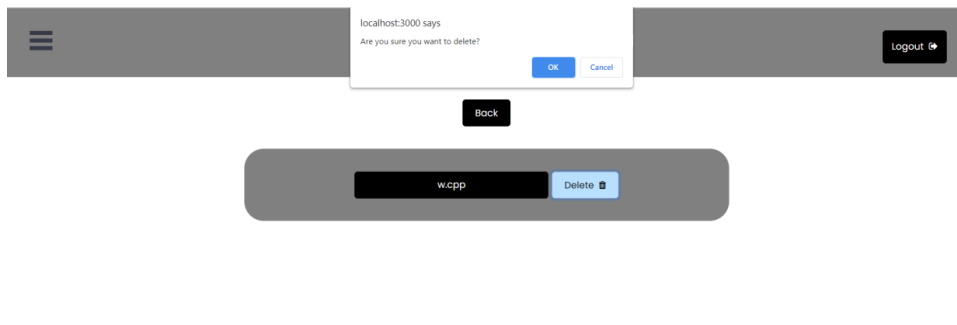 localhost:3000 says
Are you sure you want to delete?
OK Cancel
Logout
Back
w.cpp Delete